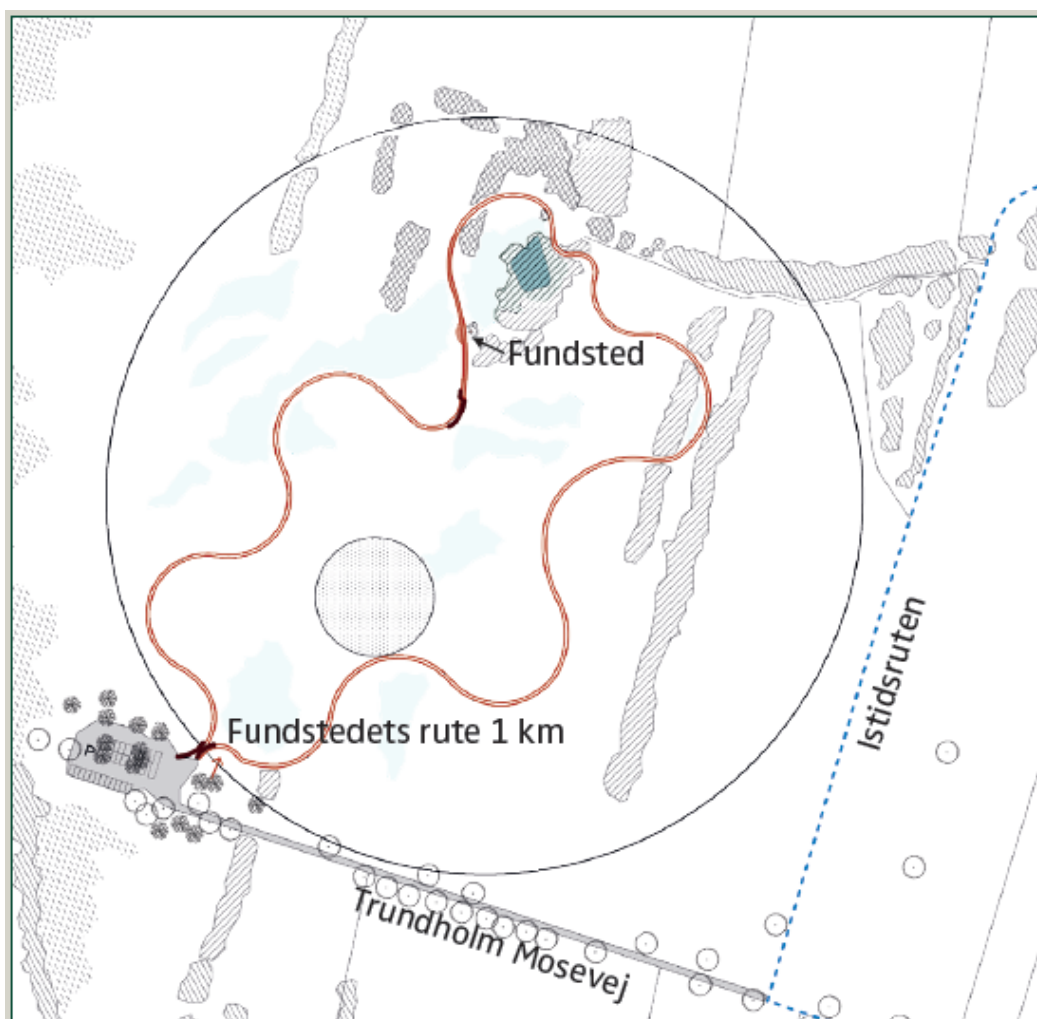 Fundsted
Istidsruten
Fundstedets rute 1 km
P
Trundholm Mosevej